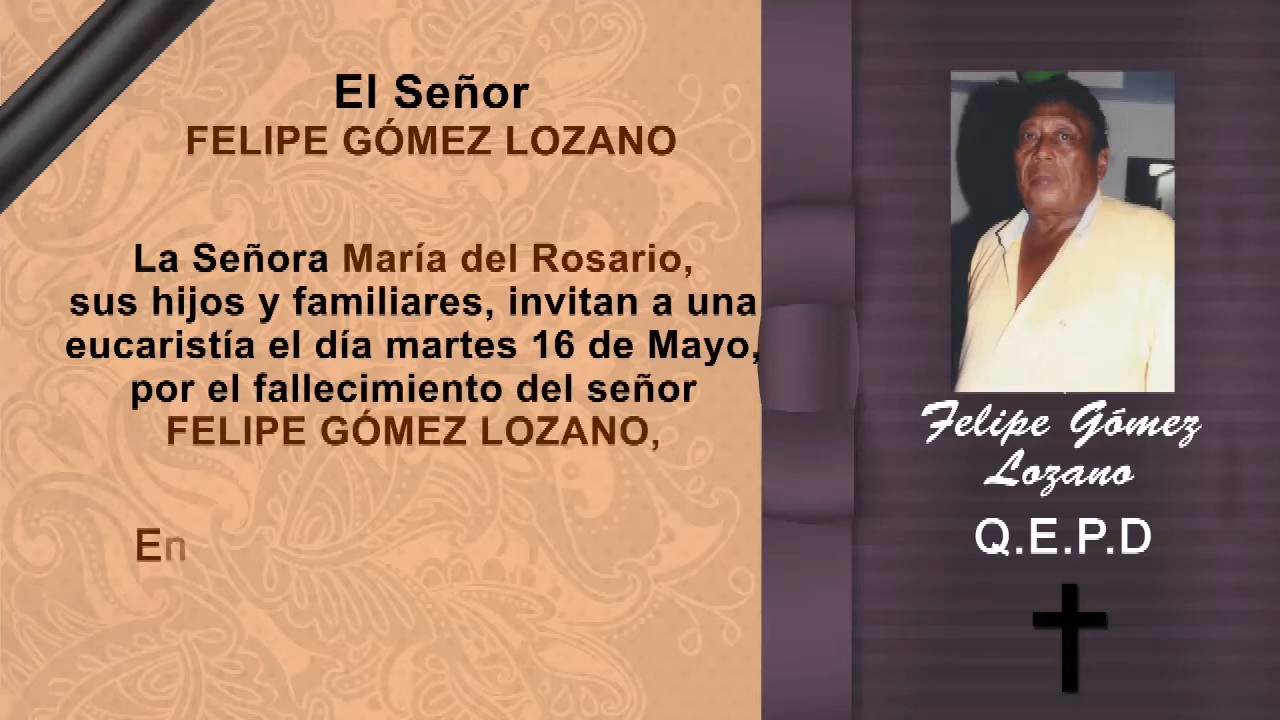 El Señor
FELIPE GÓMEZ LOZANO
La Señora María del Rosario,
sus hijos y familiares, invitan a una
eucaristía el día martes 16 de Mayo,
por el fallecimiento del señor
FELIPE GÓMEZ LOZANO,
En
Felipe Gómez
Lozano
Q.E.P.D